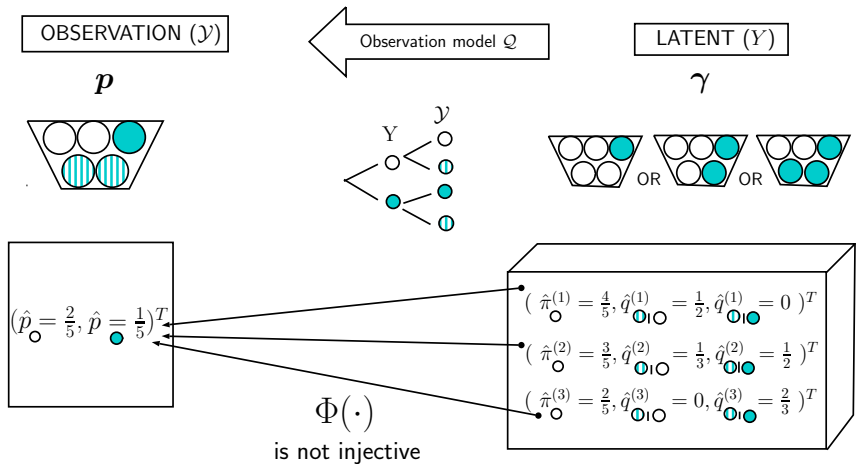 OBSERVATION (𝒴)
Observation model 𝒬
LATENT (Y)
p
γ
Y
𝒴
OR OR
(p̂ = 2/5, p̂ = 1/5)^T
( π̂^(1) = 4/5, q̂^(1) | = 1/2, q̂^(1) | = 0 )^T
( π̂^(2) = 3/5, q̂^(2) | = 1/3, q̂^(2) | = 1/2 )^T
( π̂^(3) = 2/5, q̂^(3) | = 0, q̂^(3) | = 2/3 )^T
Φ(·)
is not injective